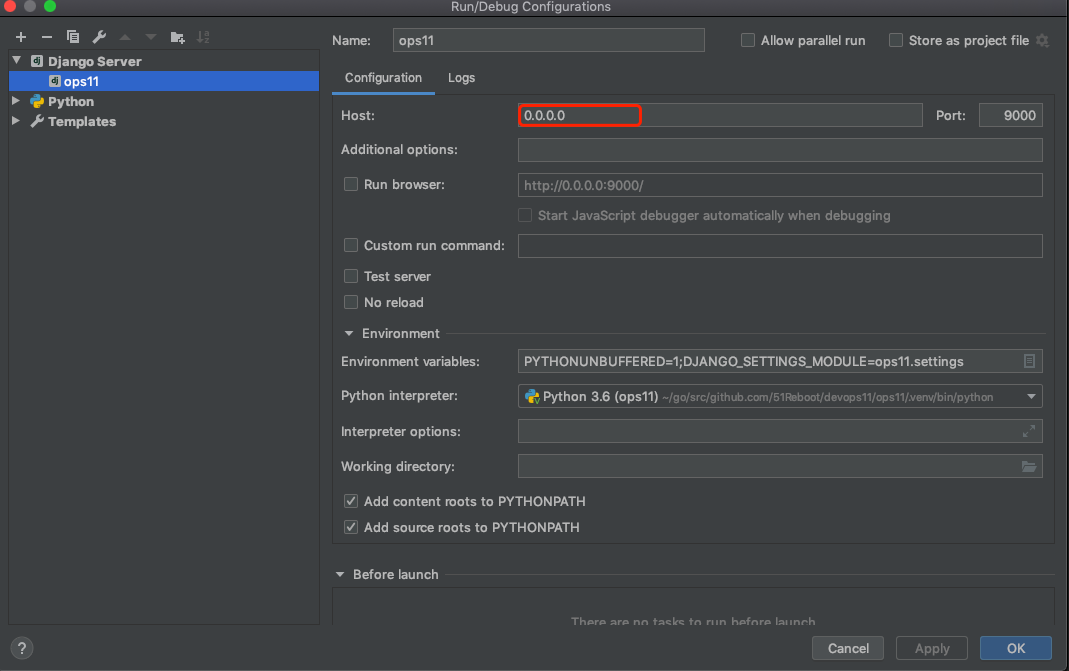 Run/Debug Configurations
Name: ops11 Allow parallel run Store as project file
Django Server
ops11
Python
Templates
Configuration Logs
Host: 0.0.0.0 Port: 9000
Additional options:
Run browser: http://0.0.0.0:9000/
Start JavaScript debugger automatically when debugging
Custom run command:
Test server
No reload
Environment
Environment variables: PYTHONUNBUFFERED=1;DJANGO_SETTINGS_MODULE=ops11.settings
Python interpreter: Python 3.6 (ops11) ~/go/src/github.com/51Reboot/devops11/ops11/.venv/bin/python
Interpreter options:
Working directory:
Add content roots to PYTHONPATH
Add source roots to PYTHONPATH
Before launch
There are no tasks to run before launch
? Cancel Apply OK